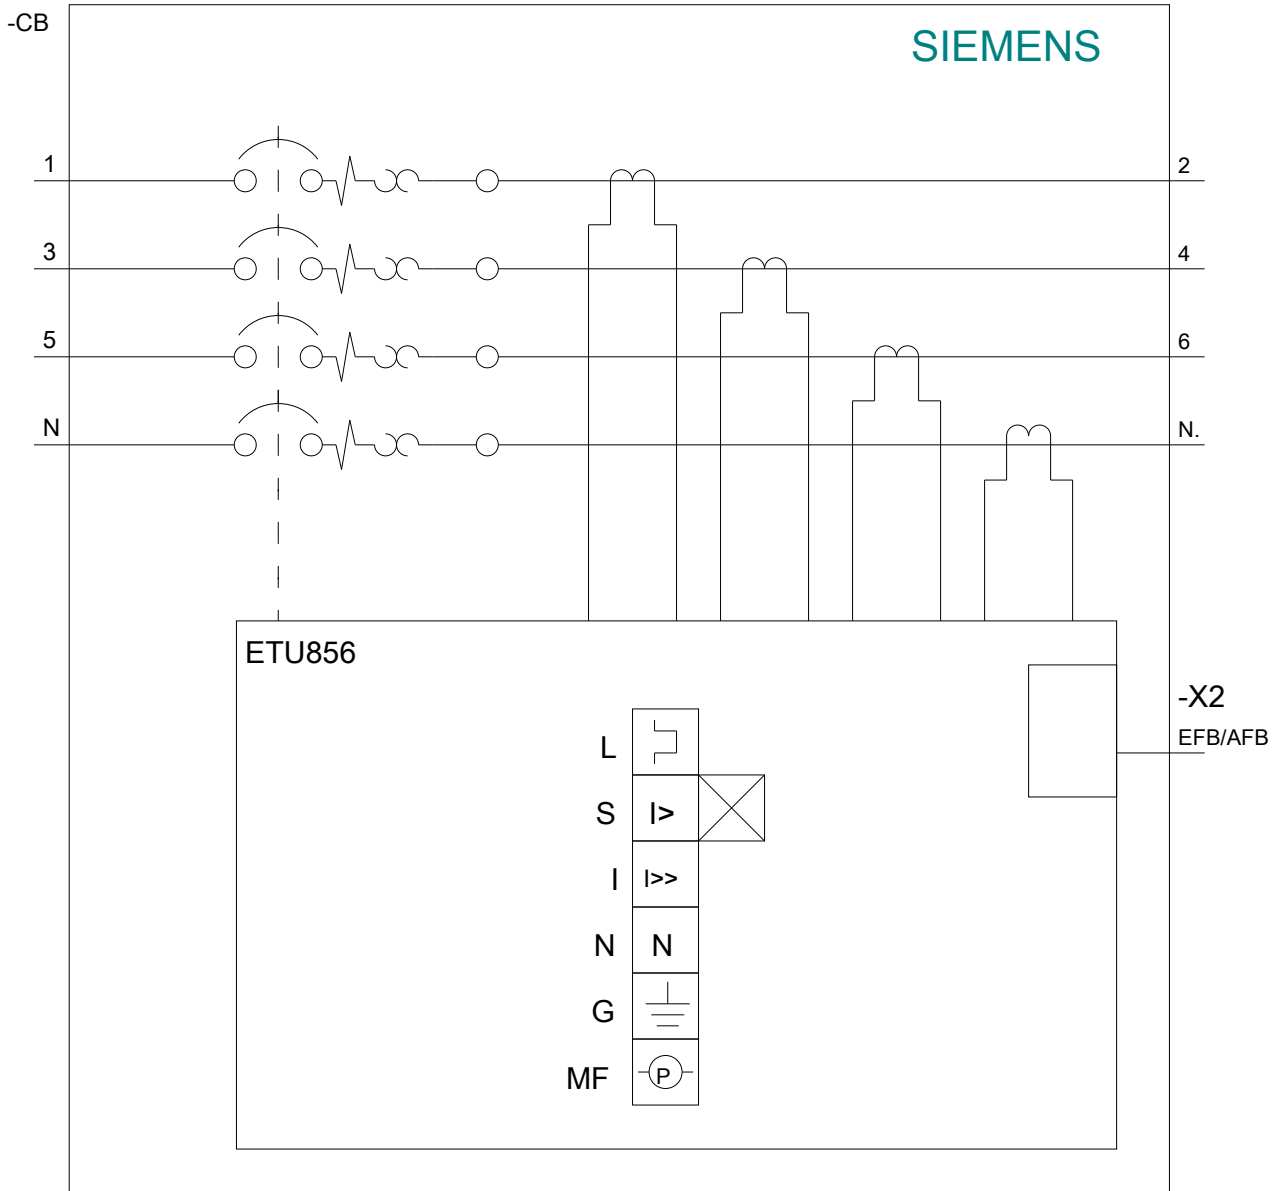 -CB
SIEMENS
1
2
3
4
5
6
N
N.
ETU856
-X2
EFB/AFB
L
S I>
I I>>
N N
G
MF P